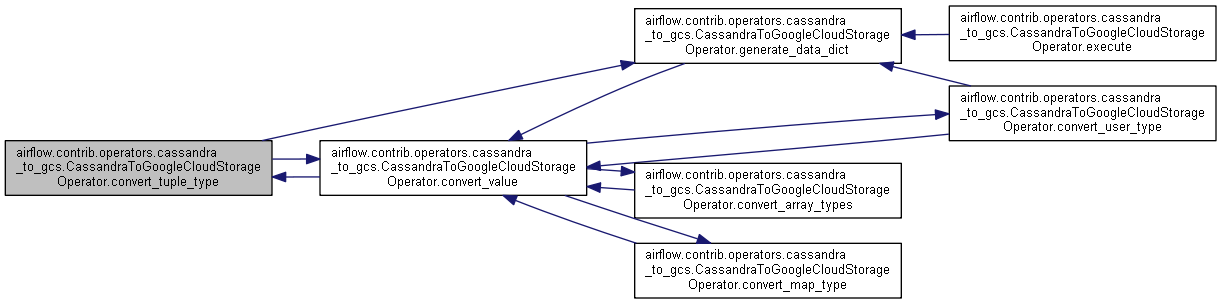 airflow.contrib.operators.cassandra
_to_gcs.CassandraToGoogleCloudStorage
Operator.generate_data_dict
airflow.contrib.operators.cassandra
_to_gcs.CassandraToGoogleCloudStorage
Operator.execute
airflow.contrib.operators.cassandra
_to_gcs.CassandraToGoogleCloudStorage
Operator.convert_user_type
airflow.contrib.operators.cassandra
_to_gcs.CassandraToGoogleCloudStorage
Operator.convert_tuple_type
airflow.contrib.operators.cassandra
_to_gcs.CassandraToGoogleCloudStorage
Operator.convert_value
airflow.contrib.operators.cassandra
_to_gcs.CassandraToGoogleCloudStorage
Operator.convert_array_types
airflow.contrib.operators.cassandra
_to_gcs.CassandraToGoogleCloudStorage
Operator.convert_map_type